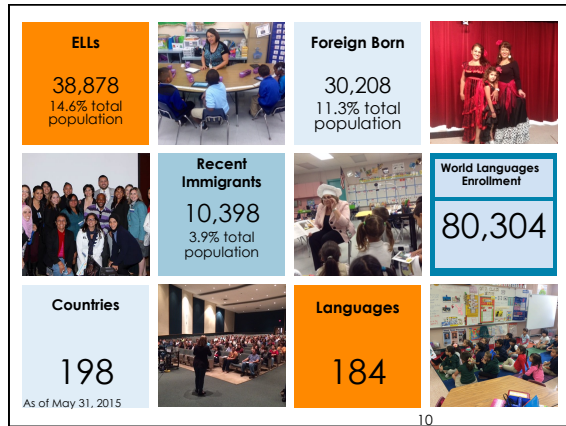 ELLs
38,878
14.6% total
population
Foreign Born
30,208
11.3% total
population
Recent
Immigrants
10,398
3.9% total
population
World Languages
Enrollment
80,304
Countries
198
As of May 31, 2015
Languages
184
10